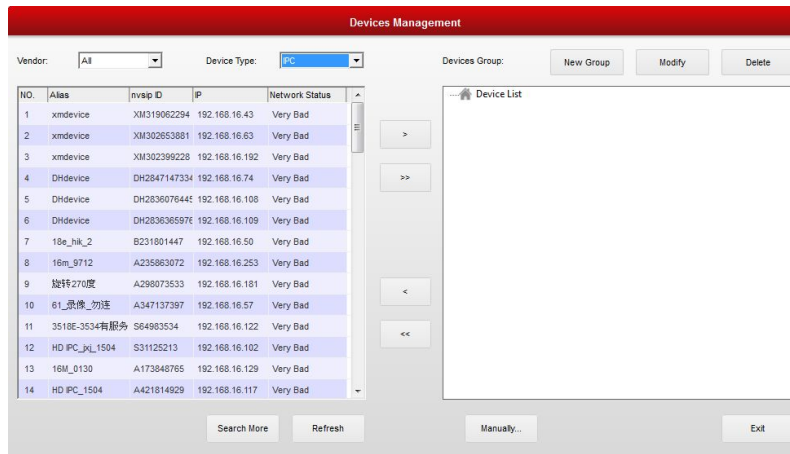 Devices Management
Vendor: All Device Type: IPC Devices Group: New Group Modify Delete
NO. Alias nvsip ID IP Network Status
Device List
1 xmdevice XM319062294 192.168.16.43 Very Bad
2 xmdevice XM302653881 192.168.16.63 Very Bad
>
3 xmdevice XM302399228 192.168.16.192 Very Bad
4 DHdevice DH2847147334 192.168.16.74 Very Bad
>>
5 DHdevice DH2836076445 192.168.16.108 Very Bad
6 DHdevice DH2836365976 192.168.16.109 Very Bad
7 18e_hik_2 B231801447 192.168.16.50 Very Bad
8 16m_9712 A235863072 192.168.16.253 Very Bad
9 旋转270度 A298073533 192.168.16.181 Very Bad
<
10 61_录像_勿连 A347137397 192.168.16.57 Very Bad
11 3518E-3534有服务 S64983534 192.168.16.122 Very Bad
<<
12 HD IPC_jxj_1504 S31125213 192.168.16.102 Very Bad
13 16M_0130 A173848765 192.168.16.129 Very Bad
14 HD IPC_1504 A421814929 192.168.16.117 Very Bad
Search More Refresh Manually... Exit